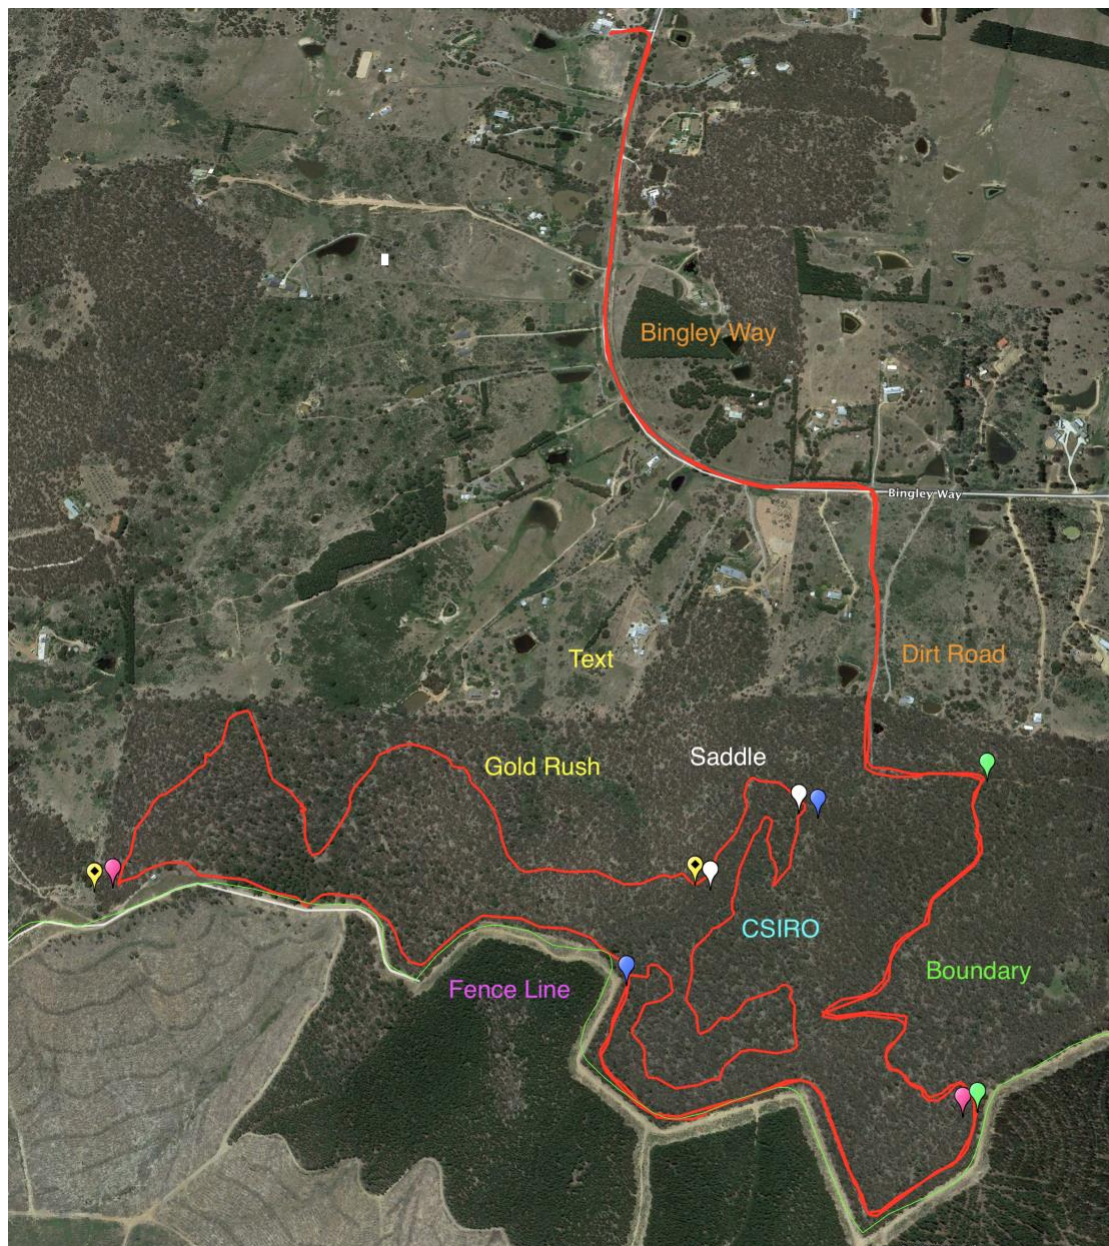 Bingley Way
Bingley Way
Dirt Road
Text
Saddle
Gold Rush
CSIRO
Boundary
Fence Line